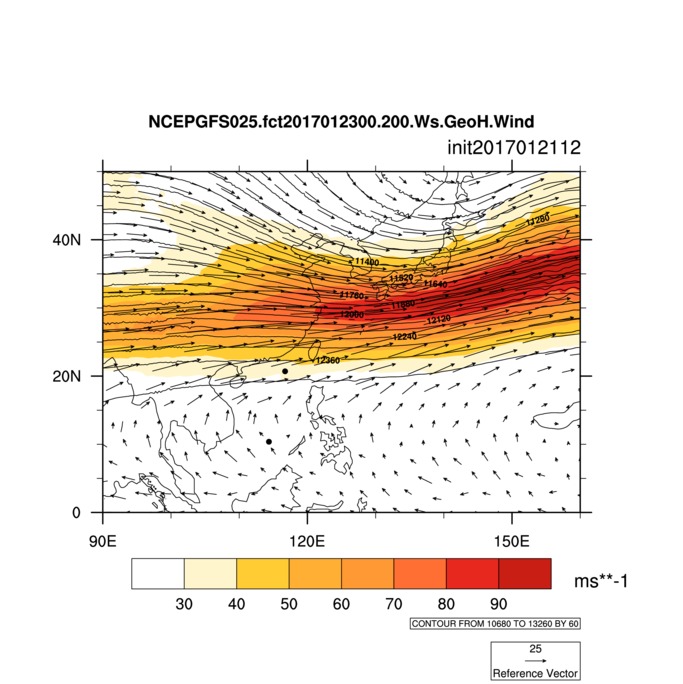 NCEPGFS025.fct2017012300.200.Ws.GeoH.Wind
init2017012112
11280
40N
11400
11520
11640
11760
11880
12000
12120
12240
12360
20N
0
90E 120E 150E
ms**-1
30 40 50 60 70 80 90
CONTOUR FROM 10680 TO 13260 BY 60
25
Reference Vector